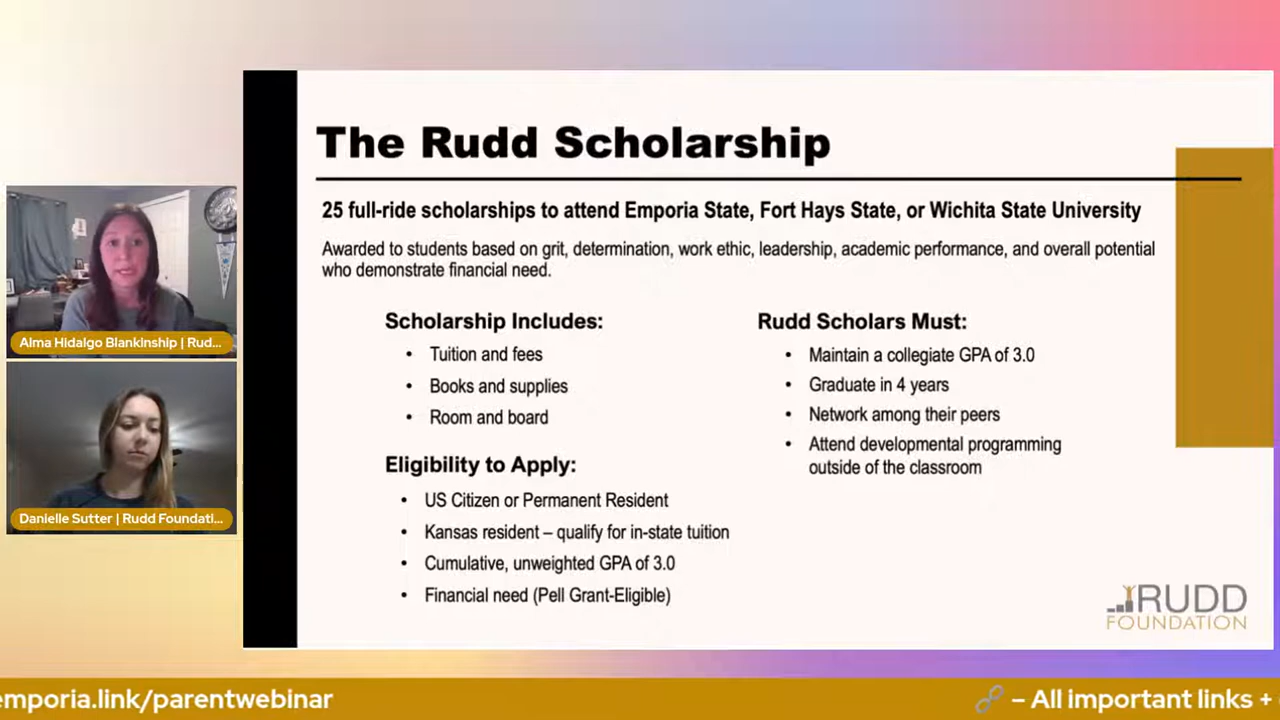 The Rudd Scholarship
25 full-ride scholarships to attend Emporia State, Fort Hays State, or Wichita State University
Awarded to students based on grit, determination, work ethic, leadership, academic performance, and overall potential
who demonstrate financial need.
Scholarship Includes:
• Tuition and fees
• Books and supplies
• Room and board
Eligibility to Apply:
• US Citizen or Permanent Resident
• Kansas resident – qualify for in-state tuition
• Cumulative, unweighted GPA of 3.0
• Financial need (Pell Grant-Eligible)
Rudd Scholars Must:
• Maintain a collegiate GPA of 3.0
• Graduate in 4 years
• Network among their peers
• Attend developmental programming
outside of the classroom
RUDD
FOUNDATION
Alma Hidalgo Blankinship | Rud...
Danielle Sutter | Rudd Foundati...
emporia.link/parentwebinar
– All important links +